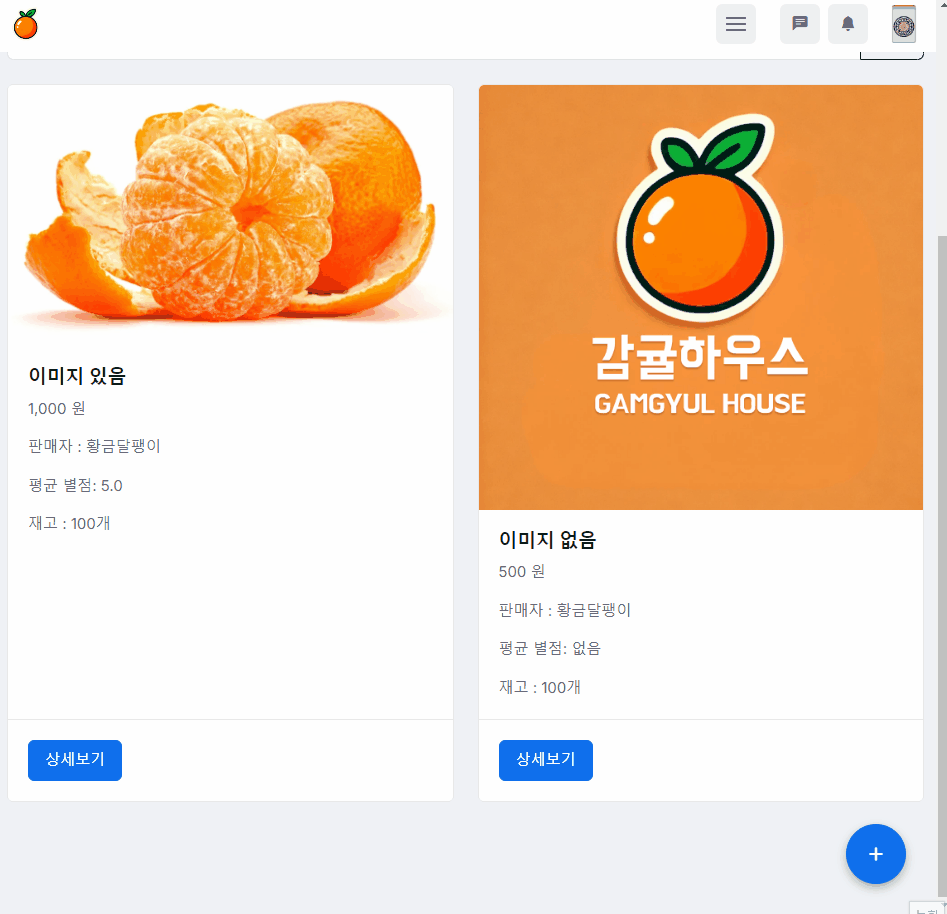 이미지 있음
1,000 원
판매자 : 황금달팽이
평균 별점: 5.0
재고 : 100개
상세보기
감귤하우스
GAMGYUL HOUSE
이미지 없음
500 원
판매자 : 황금달팽이
평균 별점: 없음
재고 : 100개
상세보기
+